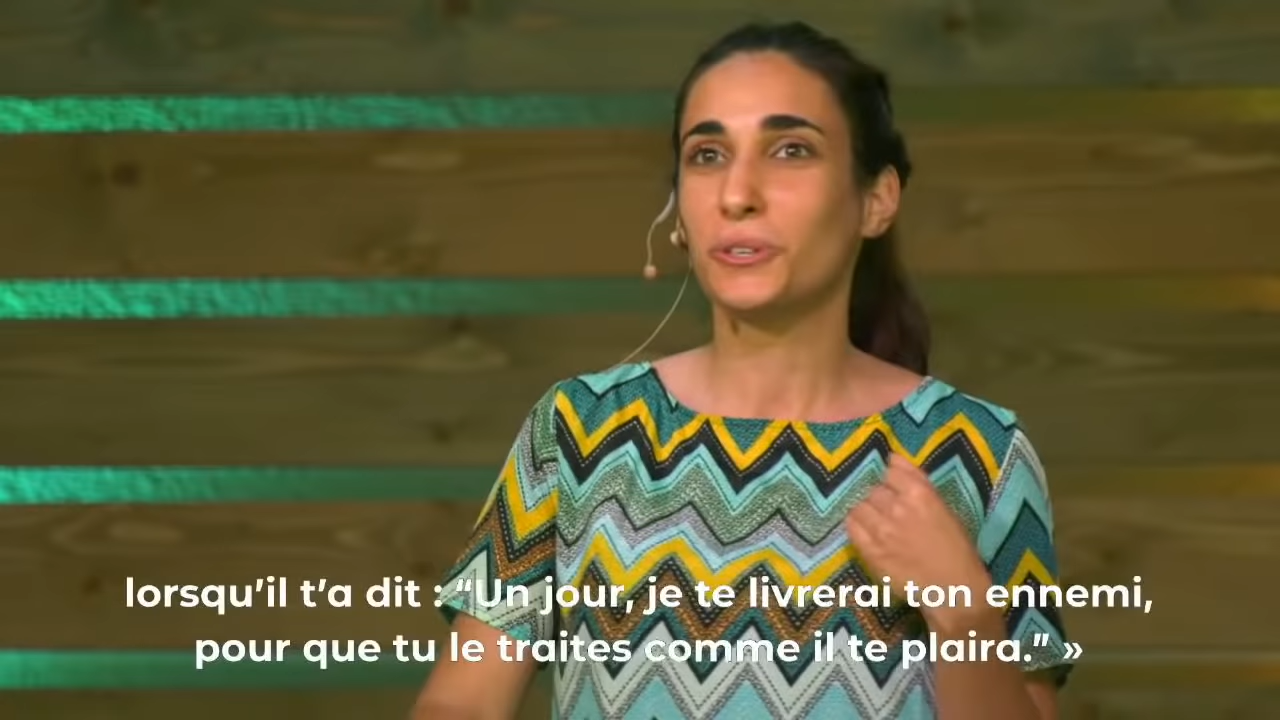 lorsqu’il t’a dit : “Un jour, je te livrerai ton ennemi,
pour que tu le traites comme il te plaira.” »